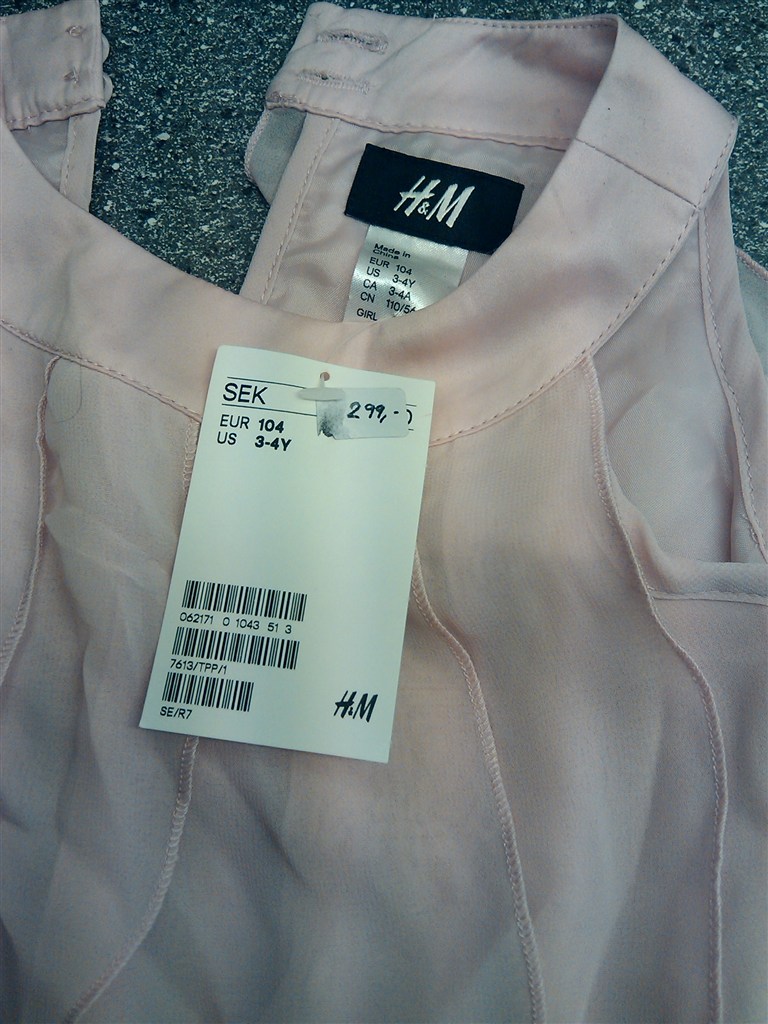 H&M
Made in
China
EUR 104
US 3-4Y
CA 3-4A
CN 110/56
GIRL
SEK 299,-
EUR 104
US 3-4Y
062171 0 1043 51 3
7613/TPP/1
SE/R7
H&M